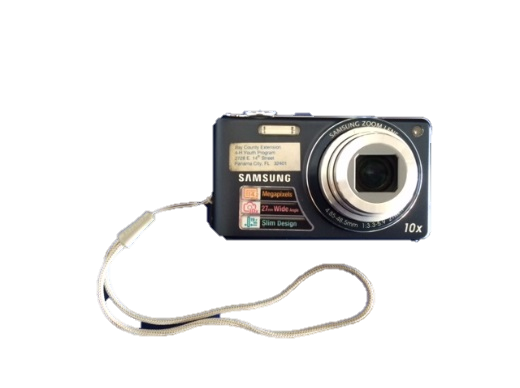 SAMSUNG ZOOM LENS
Bay County Extension
4-H Youth Program
2728 E. 14th Street
Panama City, FL 32401
SAMSUNG
Megapixels
27mm Wide
Slim Design
10x